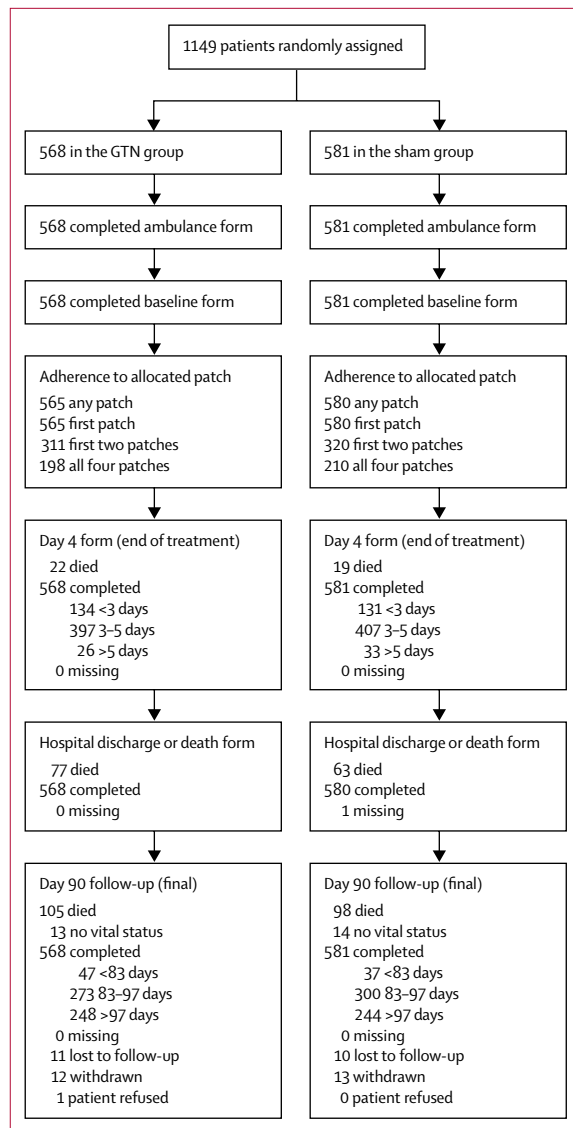 1149 patients randomly assigned
568 in the GTN group
568 completed ambulance form
568 completed baseline form
Adherence to allocated patch
565 any patch
565 first patch
311 first two patches
198 all four patches
Day 4 form (end of treatment)
22 died
568 completed
134 <3 days
397 3–5 days
26 >5 days
0 missing
Hospital discharge or death form
77 died
568 completed
0 missing
Day 90 follow-up (final)
105 died
13 no vital status
568 completed
47 <83 days
273 83–97 days
248 >97 days
0 missing
11 lost to follow-up
12 withdrawn
1 patient refused
581 in the sham group
581 completed ambulance form
581 completed baseline form
Adherence to allocated patch
580 any patch
580 first patch
320 first two patches
210 all four patches
Day 4 form (end of treatment)
19 died
581 completed
131 <3 days
407 3–5 days
33 >5 days
0 missing
Hospital discharge or death form
63 died
580 completed
1 missing
Day 90 follow-up (final)
98 died
14 no vital status
581 completed
37 <83 days
300 83–97 days
244 >97 days
0 missing
10 lost to follow-up
13 withdrawn
0 patient refused